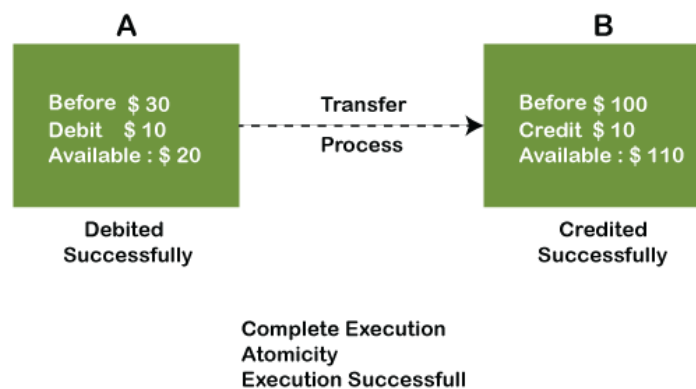 A
B
Before $ 30
Debit $ 10
Available : $ 20
Transfer
Process
Before $ 100
Credit $ 10
Available : $ 110
Debited
Successfully
Credited
Successfully
Complete Execution
Atomicity
Execution Successfull